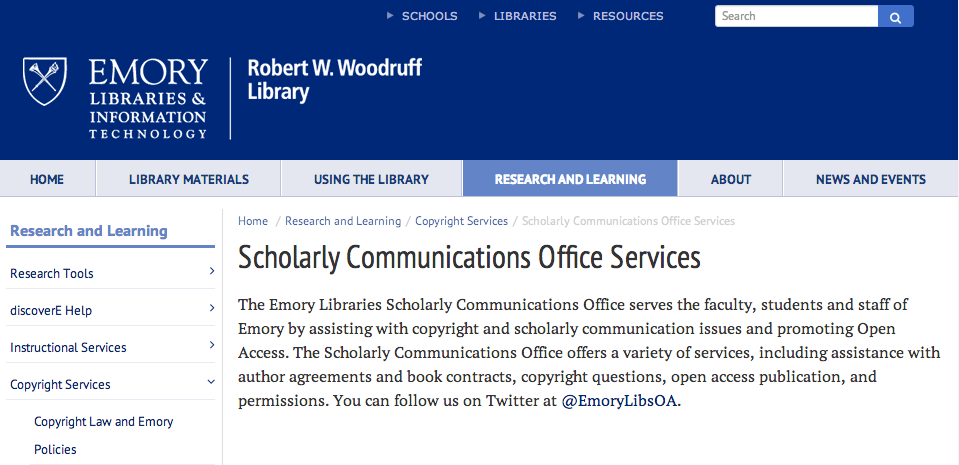 SCHOOLS LIBRARIES RESOURCES Search
EMORY
LIBRARIES &
INFORMATION
TECHNOLOGY
Robert W. Woodruff
Library
HOME LIBRARY MATERIALS USING THE LIBRARY RESEARCH AND LEARNING ABOUT NEWS AND EVENTS
Research and Learning
Research Tools
discoverE Help
Instructional Services
Copyright Services
Copyright Law and Emory
Policies
Home / Research and Learning / Copyright Services / Scholarly Communications Office Services
Scholarly Communications Office Services
The Emory Libraries Scholarly Communications Office serves the faculty, students and staff of
Emory by assisting with copyright and scholarly communication issues and promoting Open
Access. The Scholarly Communications Office offers a variety of services, including assistance with
author agreements and book contracts, copyright questions, open access publication, and
permissions. You can follow us on Twitter at @EmoryLibsOA.